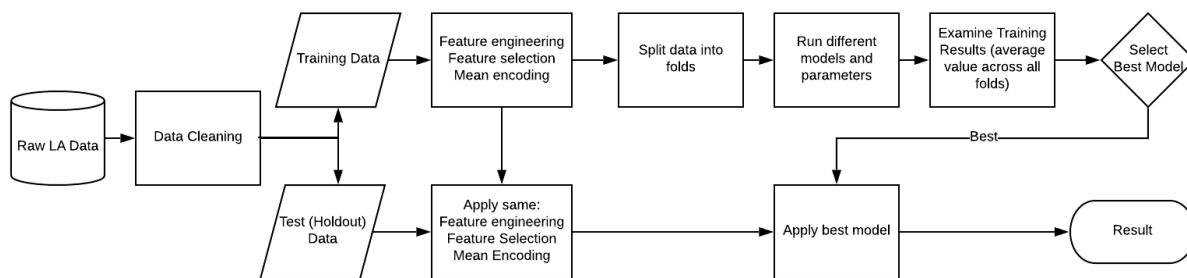 Raw LA Data
Data Cleaning
Training Data
Feature engineering
Feature selection
Mean encoding
Split data into
folds
Run different
models and
parameters
Examine Training
Results (average
value across all
folds)
Select
Best Model
Best
Test (Holdout)
Data
Apply same:
Feature engineering
Feature Selection
Mean Encoding
Apply best model
Result